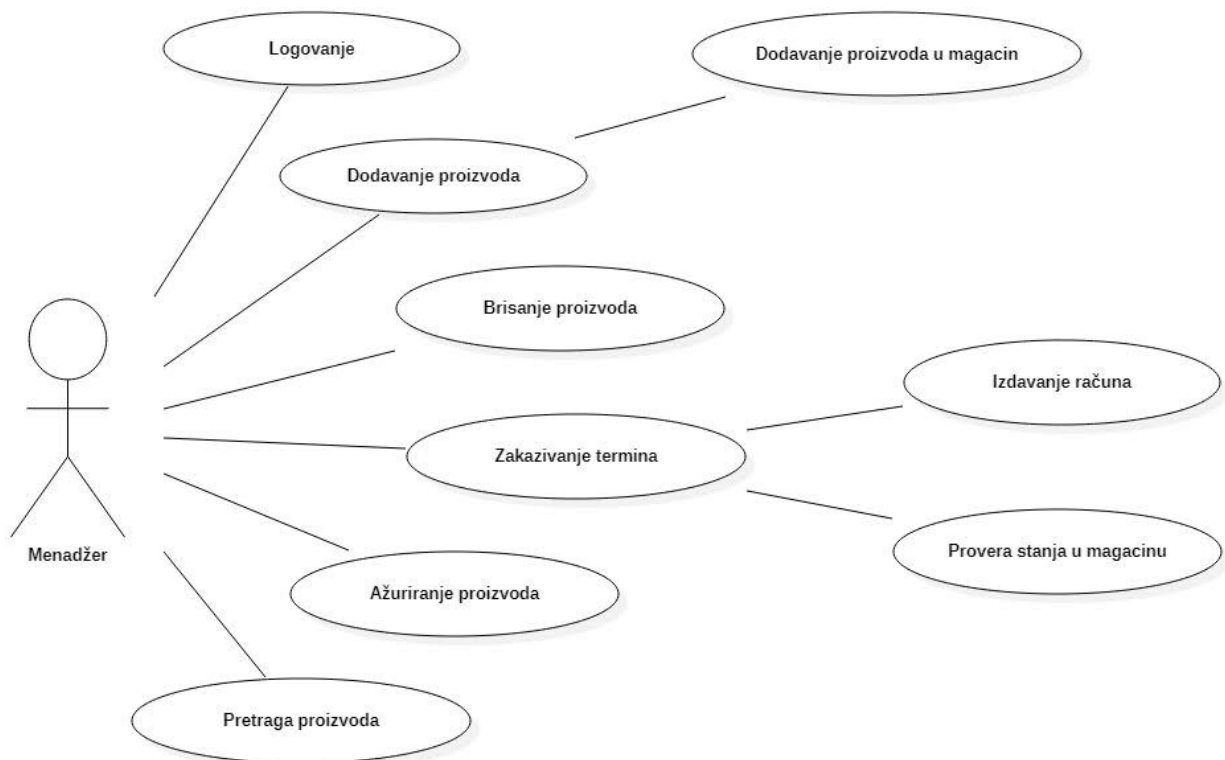 Logovanje
Dodavanje proizvoda u magacin
Dodavanje proizvoda
Brisanje proizvoda
Izdavanje računa
Zakazivanje termina
Provera stanja u magacinu
Menadžer
Ažuriranje proizvoda
Pretraga proizvoda